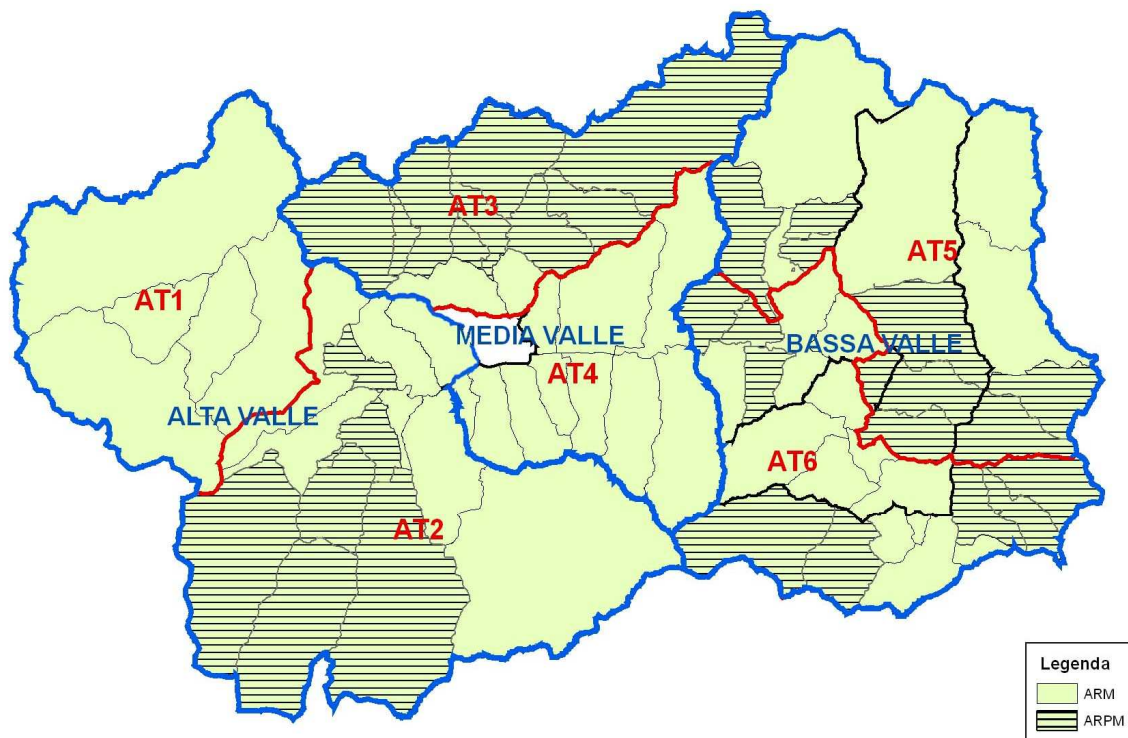 AT3
AT5
AT1
MEDIA VALLE
BASSA VALLE
AT4
ALTA VALLE
AT6
AT2
Legenda
ARM
ARPM